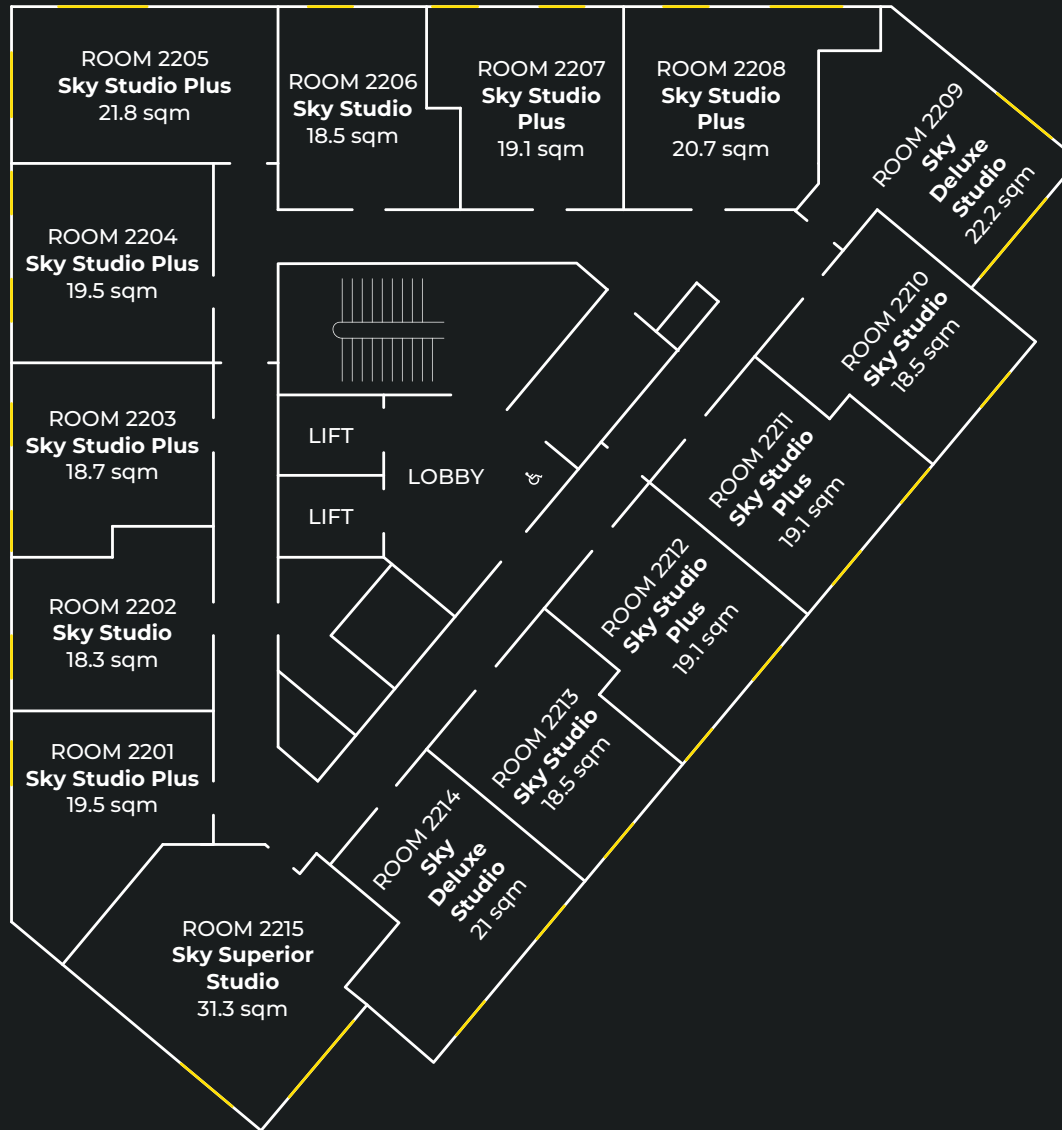 ROOM 2205
Sky Studio Plus
21.8 sqm
ROOM 2206
Sky Studio
18.5 sqm
ROOM 2207
Sky Studio
Plus
19.1 sqm
ROOM 2208
Sky Studio
Plus
20.7 sqm
ROOM 2209
Sky
Deluxe
Studio
22.2 sqm
ROOM 2204
Sky Studio Plus
19.5 sqm
ROOM 2210
Sky Studio
18.5 sqm
ROOM 2203
Sky Studio Plus
18.7 sqm
LIFT
LOBBY
LIFT
ROOM 2211
Sky Studio
Plus
19.1 sqm
ROOM 2212
Sky Studio
Plus
19.1 sqm
ROOM 2202
Sky Studio
18.3 sqm
ROOM 2213
Sky Studio
18.5 sqm
ROOM 2201
Sky Studio Plus
19.5 sqm
ROOM 2214
Sky
Deluxe
Studio
21 sqm
ROOM 2215
Sky Superior
Studio
31.3 sqm